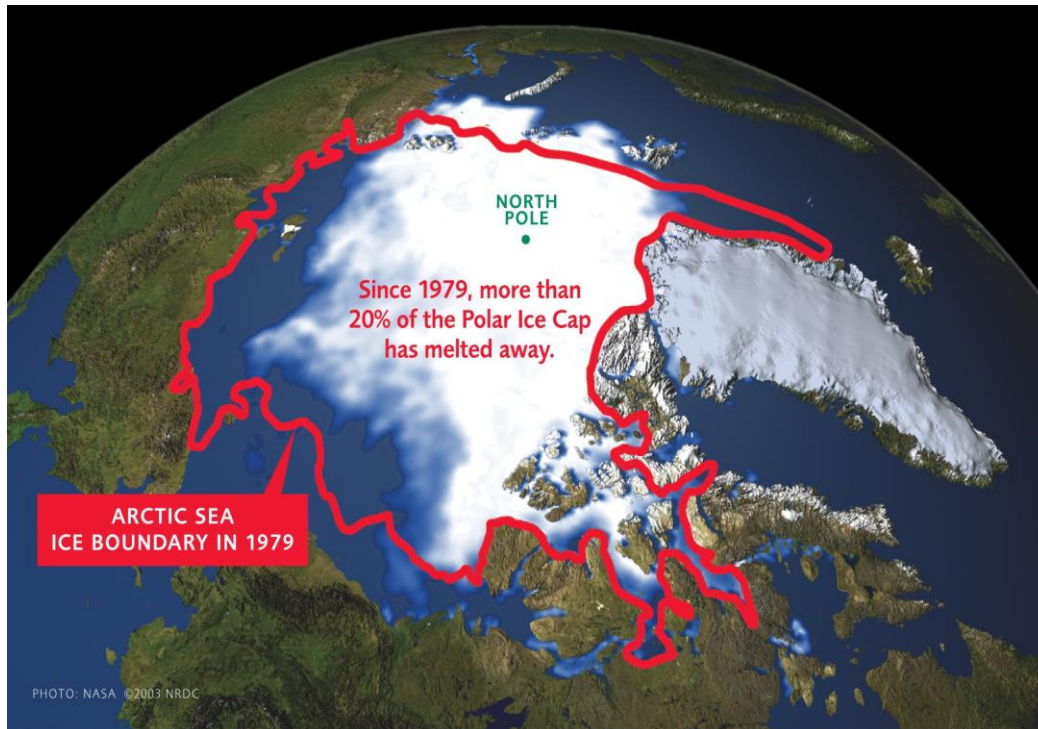 NORTH
POLE
Since 1979, more than
20% of the Polar Ice Cap
has melted away.
ARCTIC SEA
ICE BOUNDARY IN 1979
PHOTO: NASA ©2003 NRDC